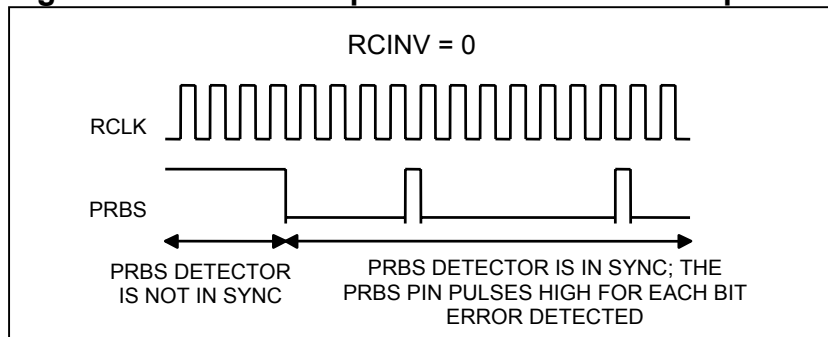 RCINV = 0
RCLK
PRBS
PRBS DETECTOR
IS NOT IN SYNC
PRBS DETECTOR IS IN SYNC; THE
PRBS PIN PULSES HIGH FOR EACH BIT
ERROR DETECTED